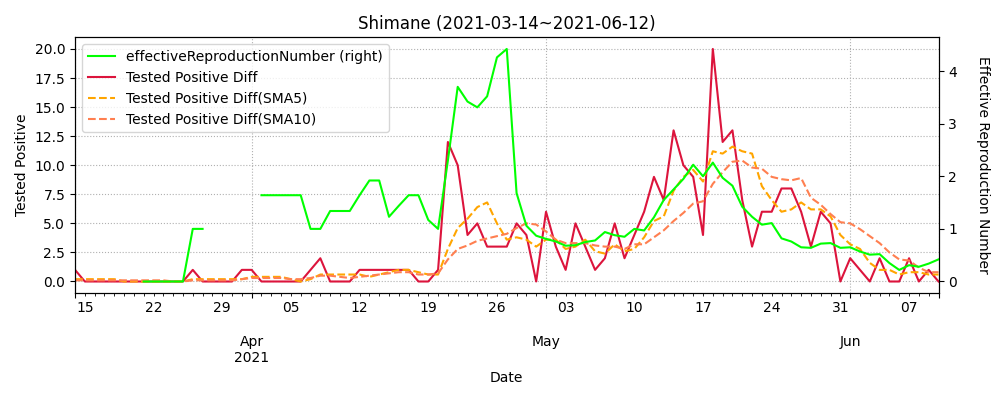 Shimane (2021-03-14~2021-06-12)
effectiveReproductionNumber (right)
Tested Positive Diff
Tested Positive Diff(SMA5)
Tested Positive Diff(SMA10)
Tested Positive
20.0
17.5
15.0
12.5
10.0
7.5
5.0
2.5
0.0
4
3
2
1
0
Effective Reproduction Number
15 22 29 05 12 19 26 03 10 17 24 31 07
Apr May Jun
2021
Date